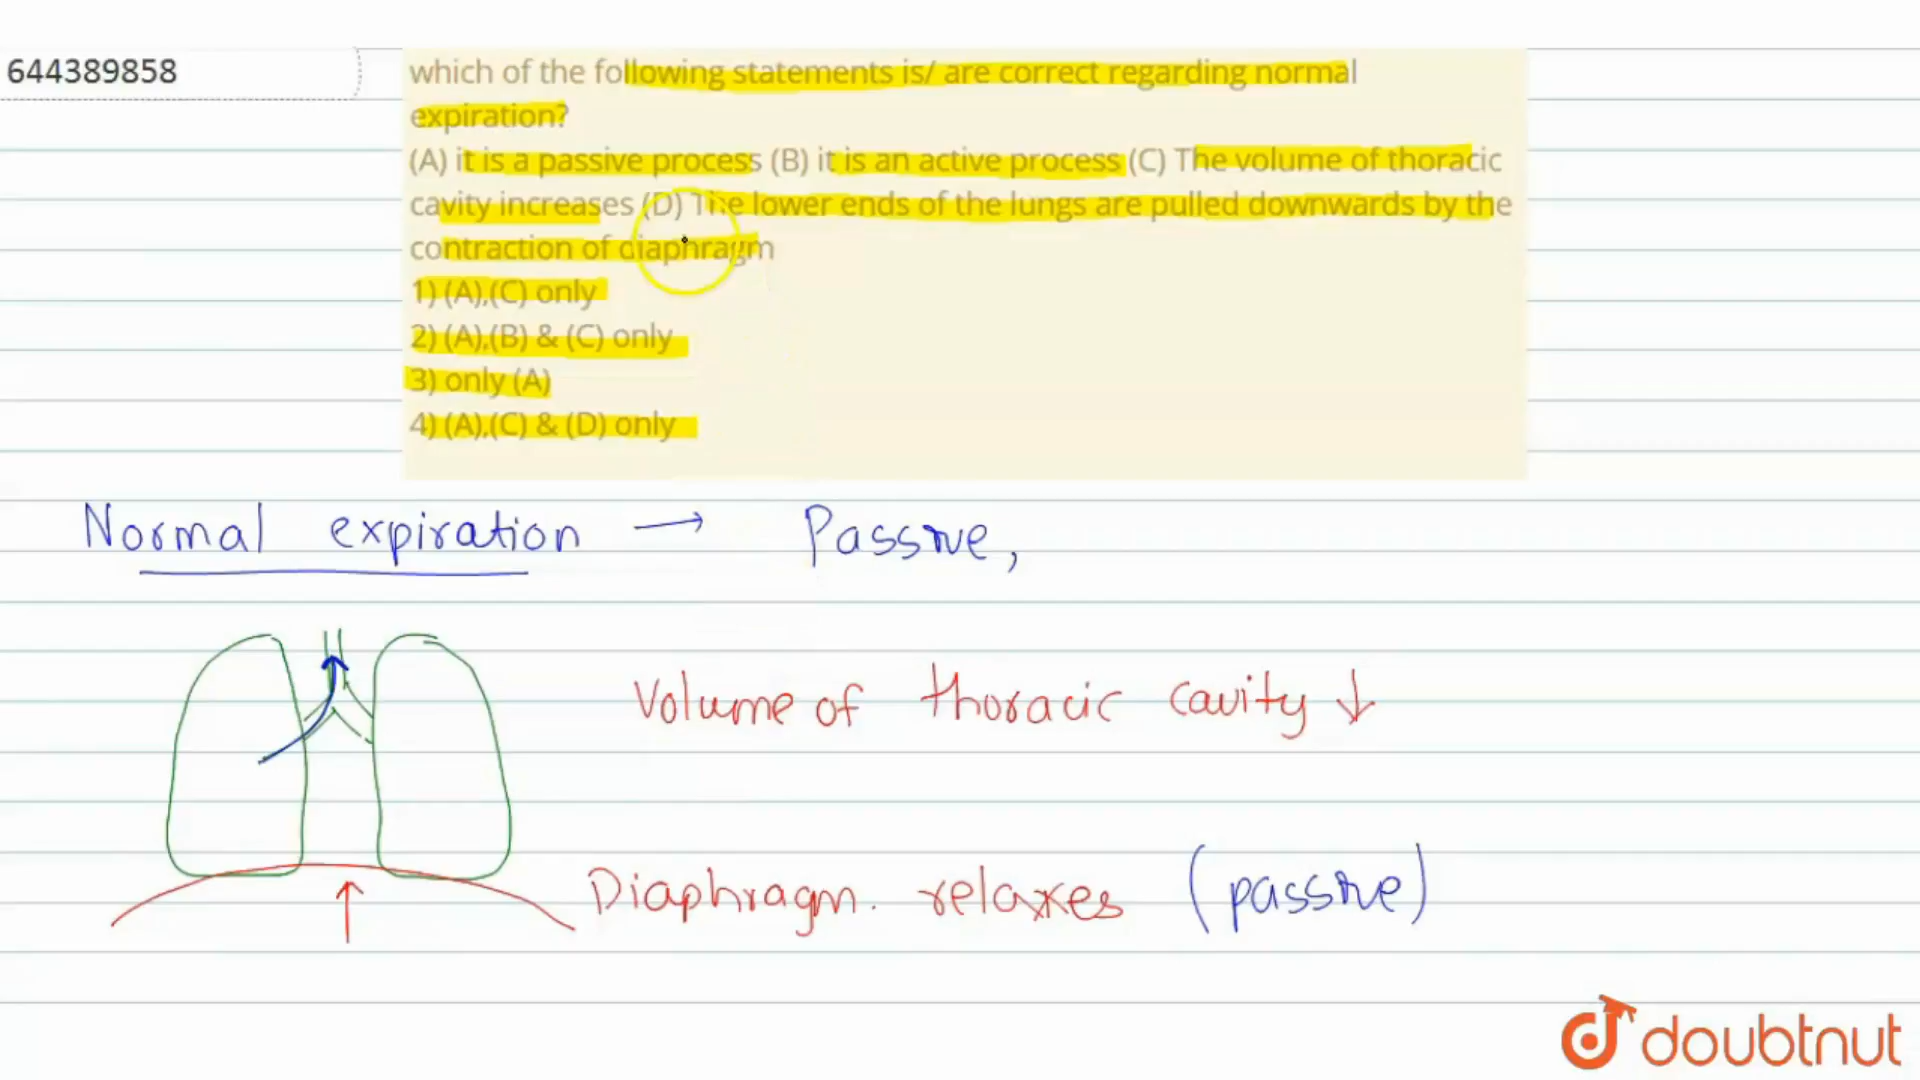 644389858
which of the following statements is/ are correct regarding normal
expiration?
(A) it is a passive process (B) it is an active process (C) The volume of thoracic
cavity increases (D) The lower ends of the lungs are pulled downwards by the
contraction of diaphragm
1) (A),(C) only
2) (A),(B) & (C) only
3) only (A)
4) (A),(C) & (D) only
Normal expiration → Passive,
Volume of thoracic cavity ↓
Diaphragm. relaxes (passive)
doubtnut